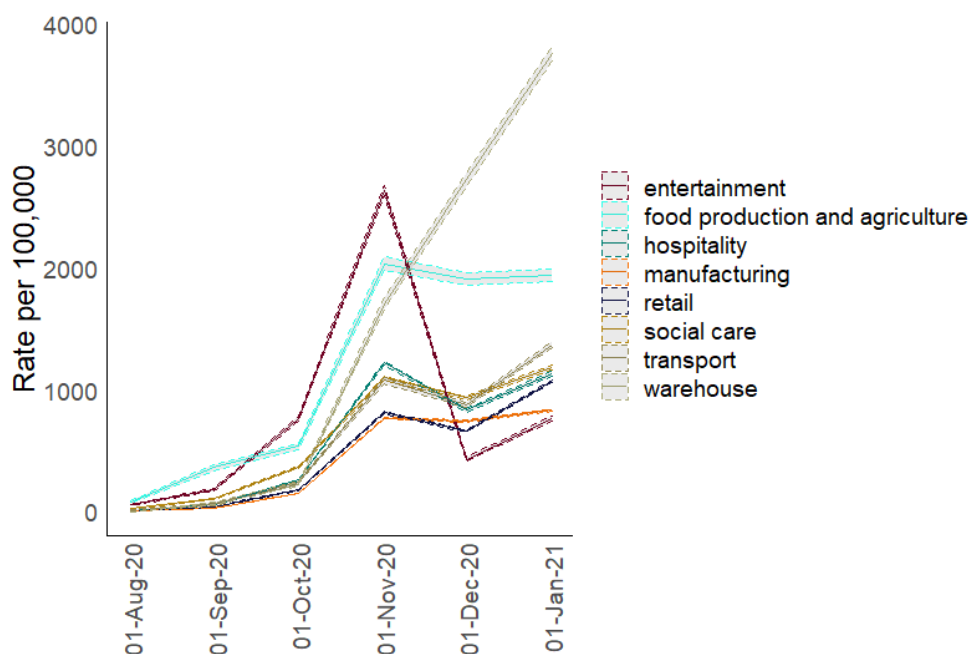 4000
3000
2000
1000
0
Rate per 100,000
01-Aug-20
01-Sep-20
01-Oct-20
01-Nov-20
01-Dec-20
01-Jan-21
entertainment
food production and agriculture
hospitality
manufacturing
retail
social care
transport
warehouse